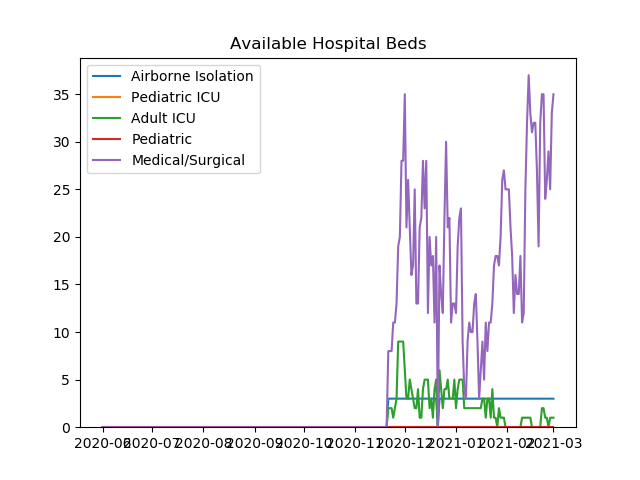 Available Hospital Beds
Airborne Isolation
Pediatric ICU
Adult ICU
Pediatric
Medical/Surgical
35
30
25
20
15
10
5
0
2020-06 2020-07 2020-08 2020-09 2020-10 2020-11 2020-12 2021-01 2021-02 2021-03